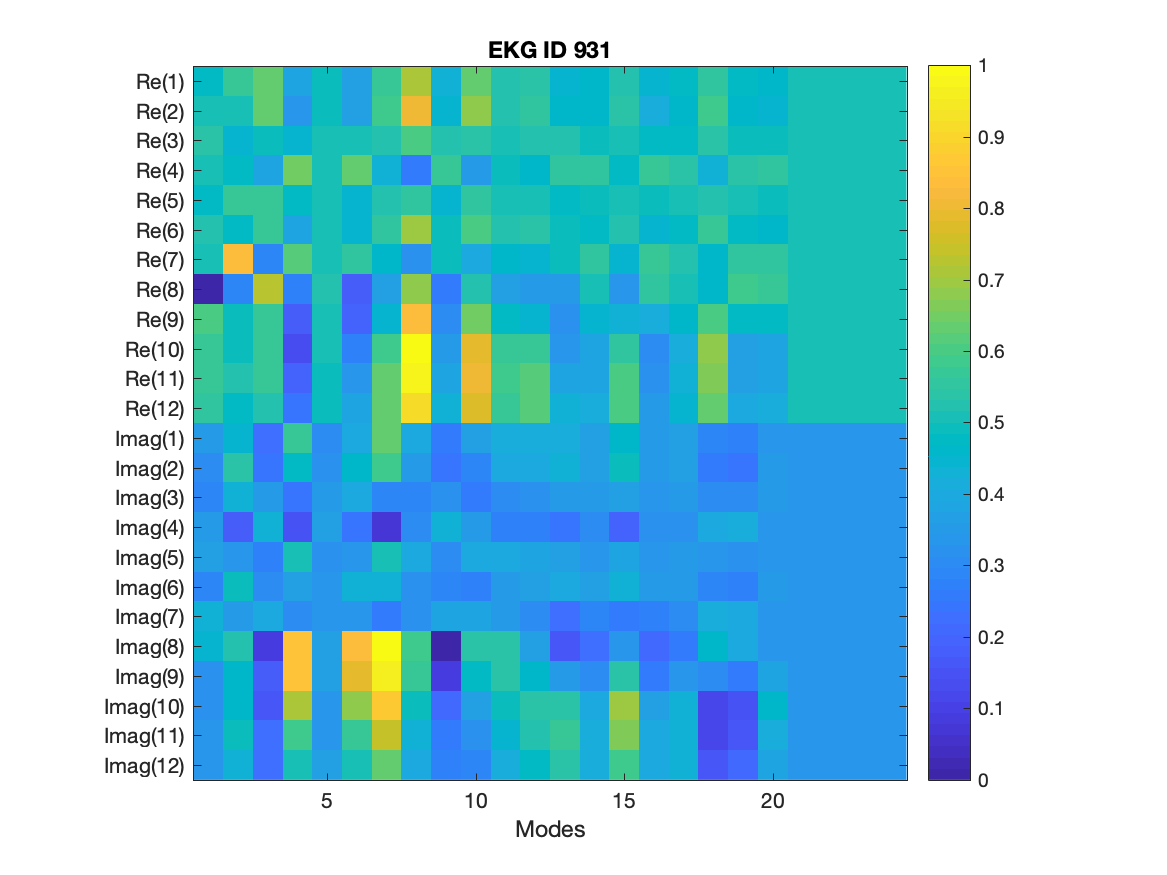 EKG ID 931
Re(1)
Re(2)
Re(3)
Re(4)
Re(5)
Re(6)
Re(7)
Re(8)
Re(9)
Re(10)
Re(11)
Re(12)
Imag(1)
Imag(2)
Imag(3)
Imag(4)
Imag(5)
Imag(6)
Imag(7)
Imag(8)
Imag(9)
Imag(10)
Imag(11)
Imag(12)
5 10 15 20
Modes
1
0.9
0.8
0.7
0.6
0.5
0.4
0.3
0.2
0.1
0